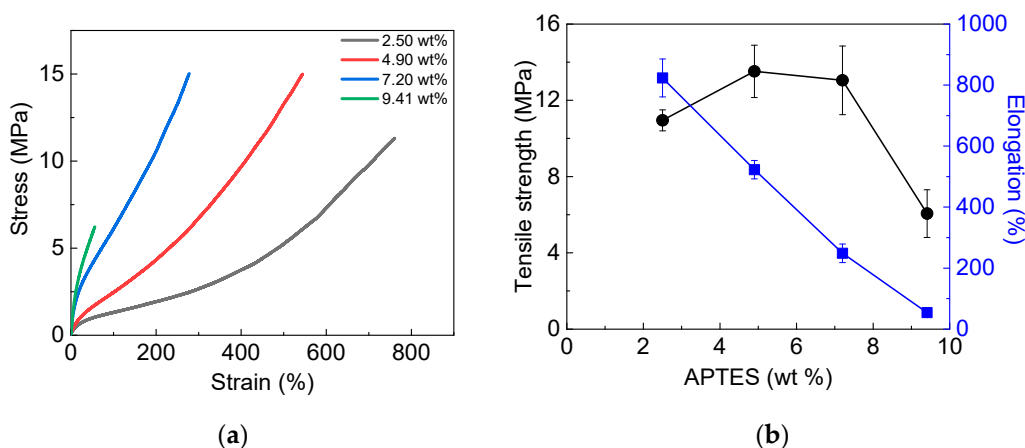 2.50 wt%
4.90 wt%
7.20 wt%
9.41 wt%
Stress (MPa)
15
10
5
0
0 200 400 600 800
Strain (%)
(a)
Tensile strength (MPa)
16
12
8
4
0
0 2 4 6 8 10
APTES (wt %)
1000
800
600
400
200
0
Elongation (%)
(b)